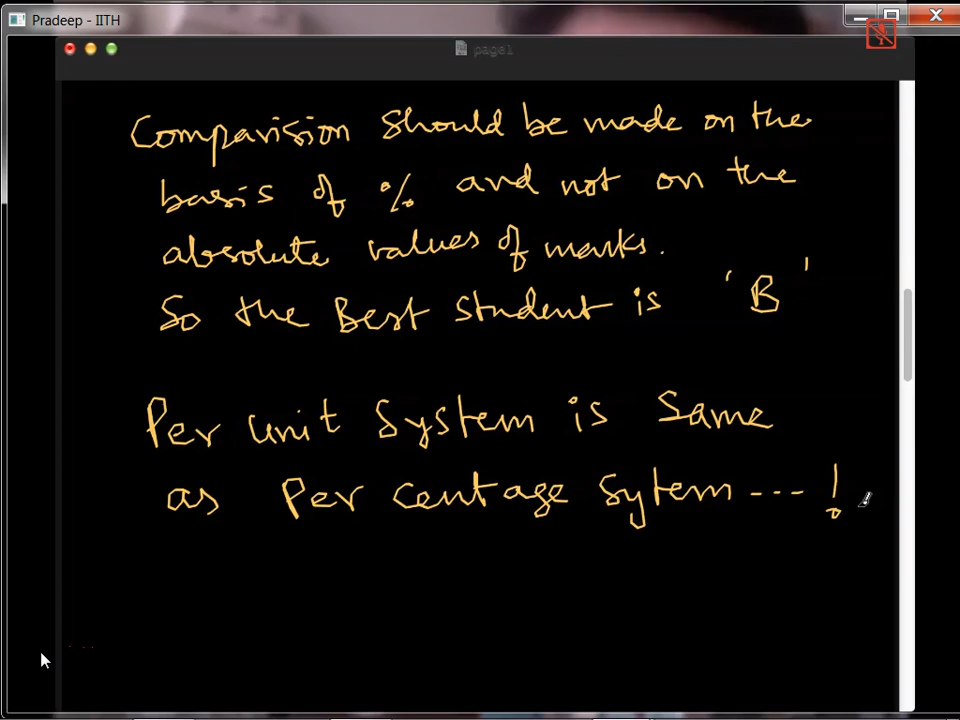 Pradeep - IITH
page1
Comparision should be made on the
basis of % and not on the
absolute values of marks.
So the Best student is 'B'
Per unit System is Same
as Per centage Sytem --- !